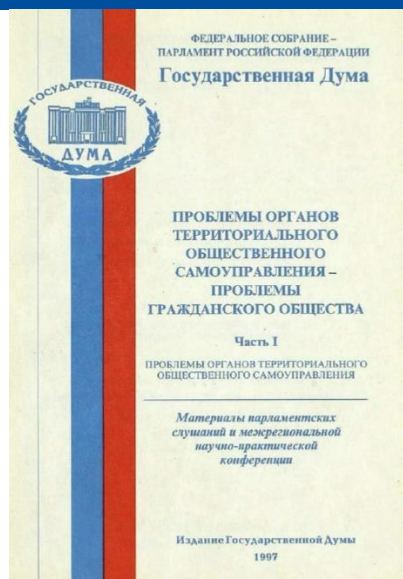 ФЕДЕРАЛЬНОЕ СОБРАНИЕ –
ПАРЛАМЕНТ РОССИЙСКОЙ ФЕДЕРАЦИИ
Государственная Дума
ГОСУДАРСТВЕННАЯ
ДУМА
ПРОБЛЕМЫ ОРГАНОВ
ТЕРРИТОРИАЛЬНОГО
ОБЩЕСТВЕННОГО
САМОУПРАВЛЕНИЯ –
ПРОБЛЕМЫ
ГРАЖДАНСКОГО ОБЩЕСТВА
Часть I
ПРОБЛЕМЫ ОРГАНОВ ТЕРРИТОРИАЛЬНОГО
ОБЩЕСТВЕННОГО САМОУПРАВЛЕНИЯ
Материалы парламентских
слушаний и межрегиональной
научно-практической
конференции
Издание Государственной Думы
1997